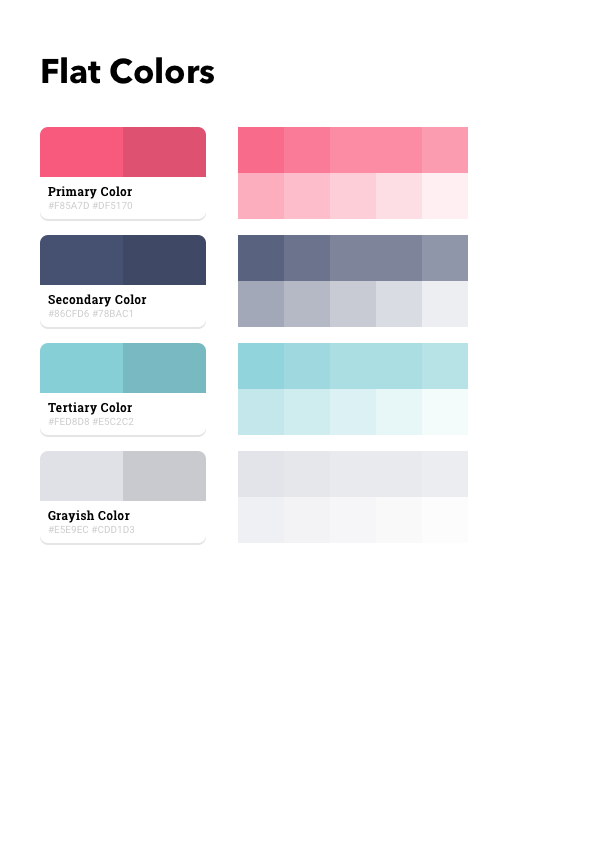 Flat Colors
Primary Color
#F85A7D #DF5170
Secondary Color
#86CFD6 #78BAC1
Tertiary Color
#FED8D8 #E5C2C2
Grayish Color
#E5E9EC #CDD1D3